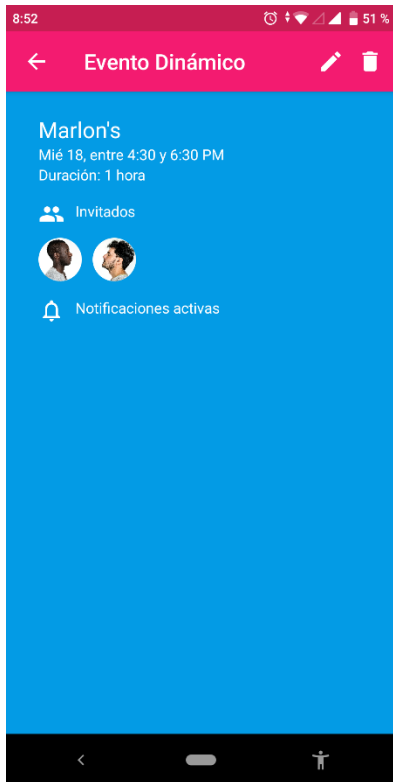 8:52
51 %
Evento Dinámico
Marlon's
Mié 18, entre 4:30 y 6:30 PM
Duración: 1 hora
Invitados
Notificaciones activas